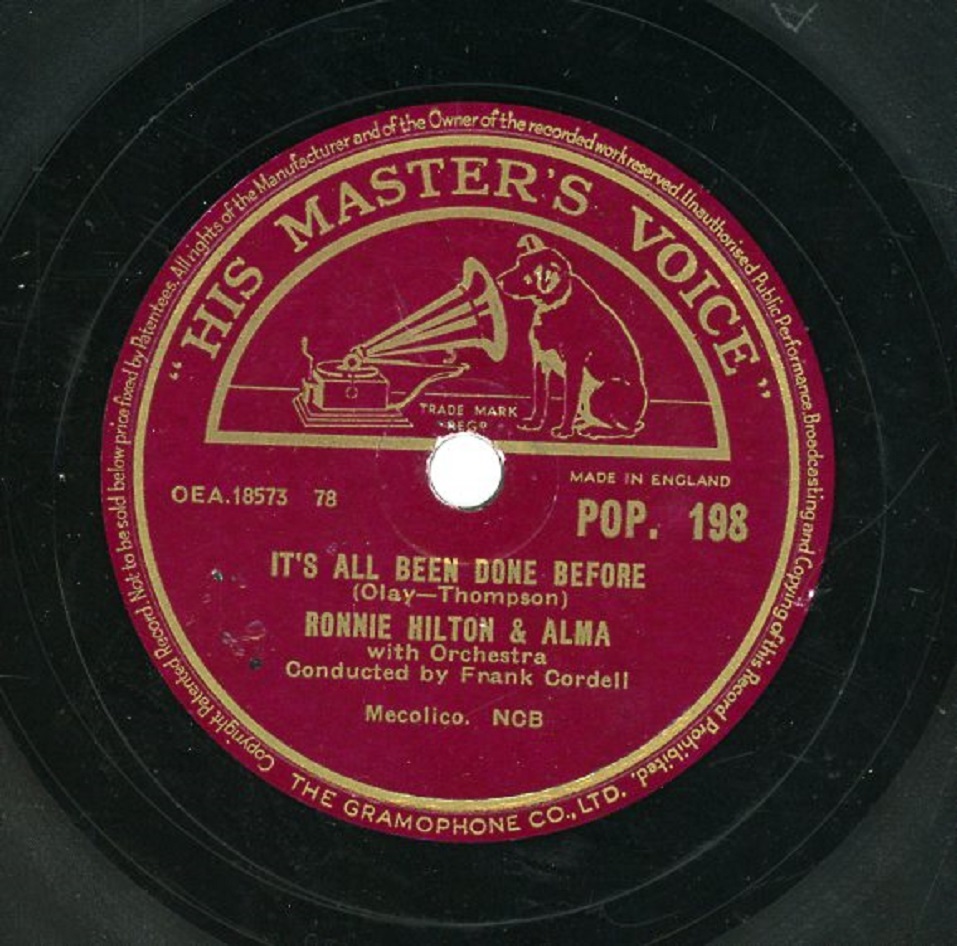 Copyright Patented Record. Not to be sold below price fixed by Patentees. All rights of the Manufacturer and of the Owner of the recorded work reserved. Unauthorised Public Performance, Broadcasting and Copying of this Record Prohibited.
"HIS MASTER'S VOICE"
TRADE MARK
REGD
MADE IN ENGLAND
OEA.18573 78
POP. 198
IT'S ALL BEEN DONE BEFORE
(Olay—Thompson)
RONNIE HILTON & ALMA
with Orchestra
Conducted by Frank Cordell
Mecolico. NCB
THE GRAMOPHONE CO., LTD.